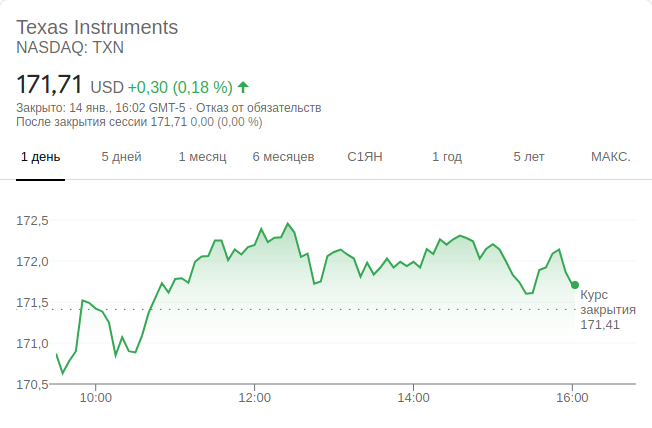 Texas Instruments
NASDAQ: TXN
171,71 USD +0,30 (0,18 %)
Закрыто: 14 янв., 16:02 GMT-5 · Отказ от обязательств
После закрытия сессии 171,71 0,00 (0,00 %)
1 день 5 дней 1 месяц 6 месяцев С1ЯН 1 год 5 лет МАКС.
172,5
172,0
171,5
171,0
170,5
Курс
закрытия
171,41
10:00 12:00 14:00 16:00